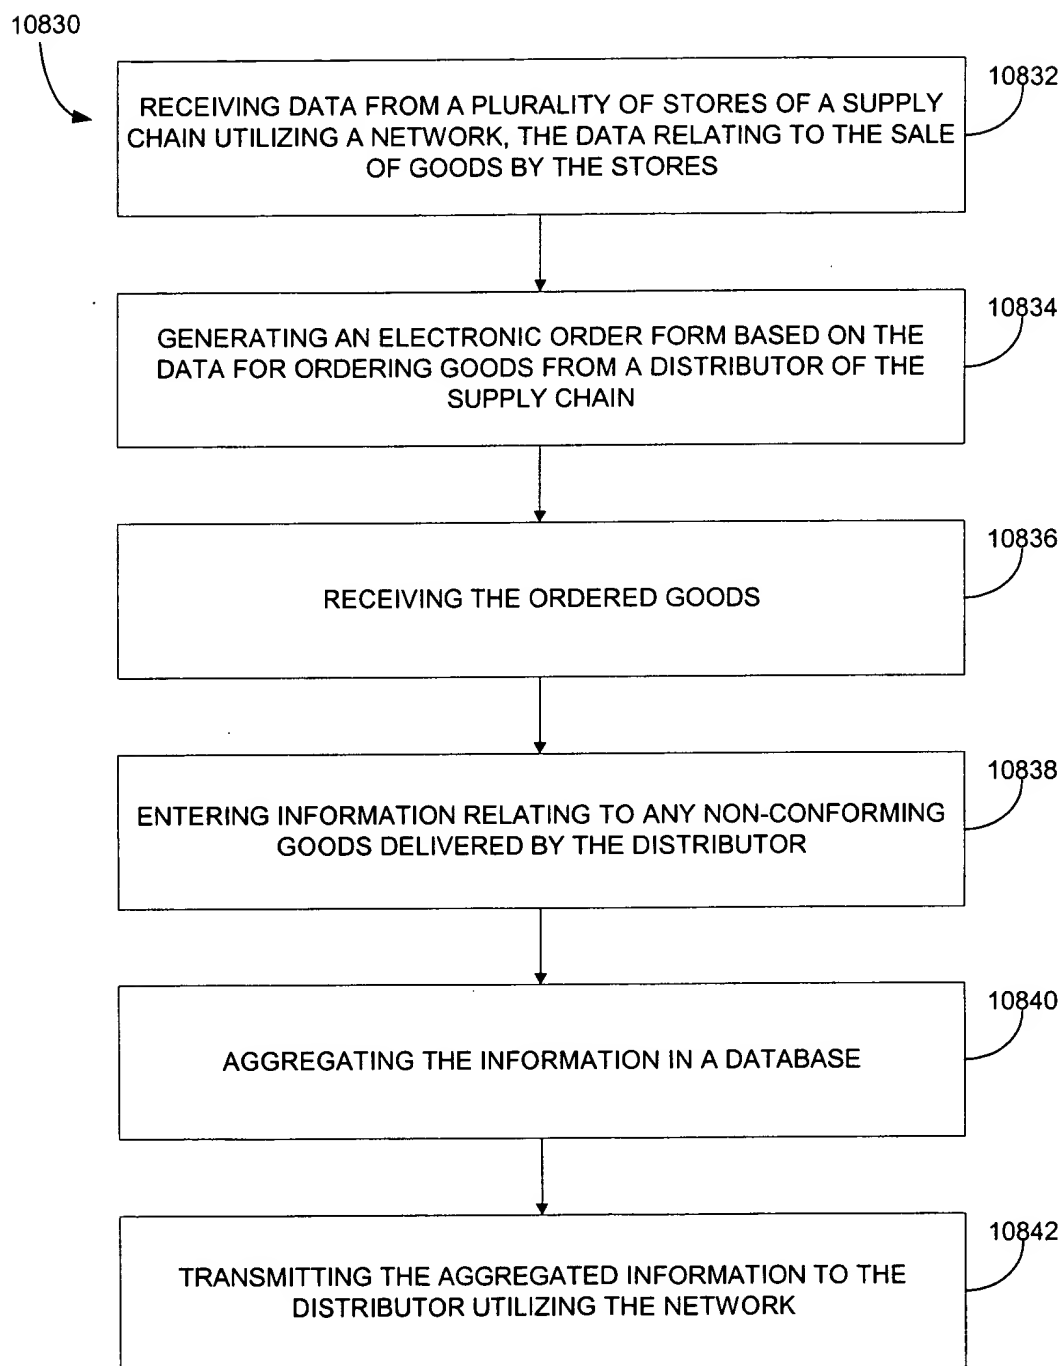 10830
10832
RECEIVING DATA FROM A PLURALITY OF STORES OF A SUPPLY
CHAIN UTILIZING A NETWORK, THE DATA RELATING TO THE SALE
OF GOODS BY THE STORES
10834
GENERATING AN ELECTRONIC ORDER FORM BASED ON THE
DATA FOR ORDERING GOODS FROM A DISTRIBUTOR OF THE
SUPPLY CHAIN
10836
RECEIVING THE ORDERED GOODS
10838
ENTERING INFORMATION RELATING TO ANY NON-CONFORMING
GOODS DELIVERED BY THE DISTRIBUTOR
10840
AGGREGATING THE INFORMATION IN A DATABASE
10842
TRANSMITTING THE AGGREGATED INFORMATION TO THE
DISTRIBUTOR UTILIZING THE NETWORK